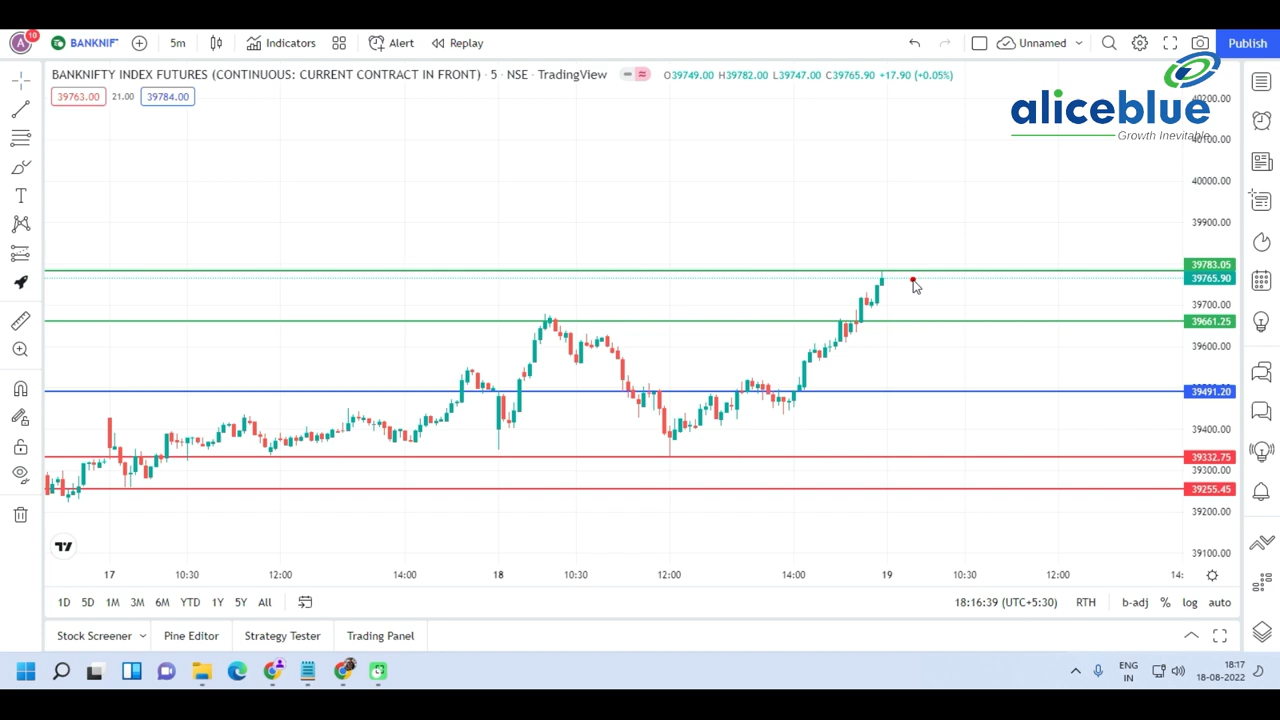 A 10 BANKNIF 5m Indicators Alert Replay Unnamed Publish
BANKNIFTY INDEX FUTURES (CONTINUOUS: CURRENT CONTRACT IN FRONT) · 5 · NSE · TradingView O39749.00 H39782.00 L39747.00 C39765.90 +17.90 (+0.05%)
39763.00 21.00 39784.00
aliceblue
Growth Inevitable
40200.00
40100.00
40000.00
39900.00
39783.05
39765.90
39700.00
39661.25
39600.00
39491.20
39400.00
39332.75
39300.00
39255.45
39200.00
39100.00
17 10:30 12:00 14:00 18 10:30 12:00 14:00 19 10:30 12:00 14:
1D 5D 1M 3M 6M YTD 1Y 5Y All 18:16:39 (UTC+5:30) RTH b-adj % log auto
Stock Screener Pine Editor Strategy Tester Trading Panel
ENG
IN
18:17
18-08-2022